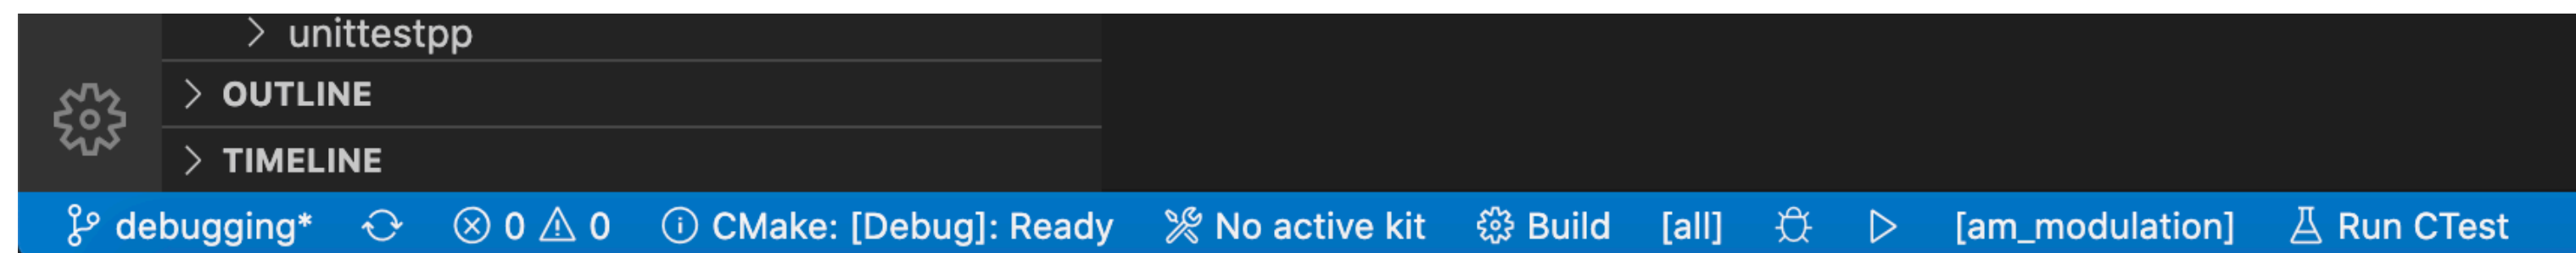 unittestpp
OUTLINE
TIMELINE
debugging* 0 0 CMake: [Debug]: Ready No active kit Build [all] [am_modulation] Run CTest